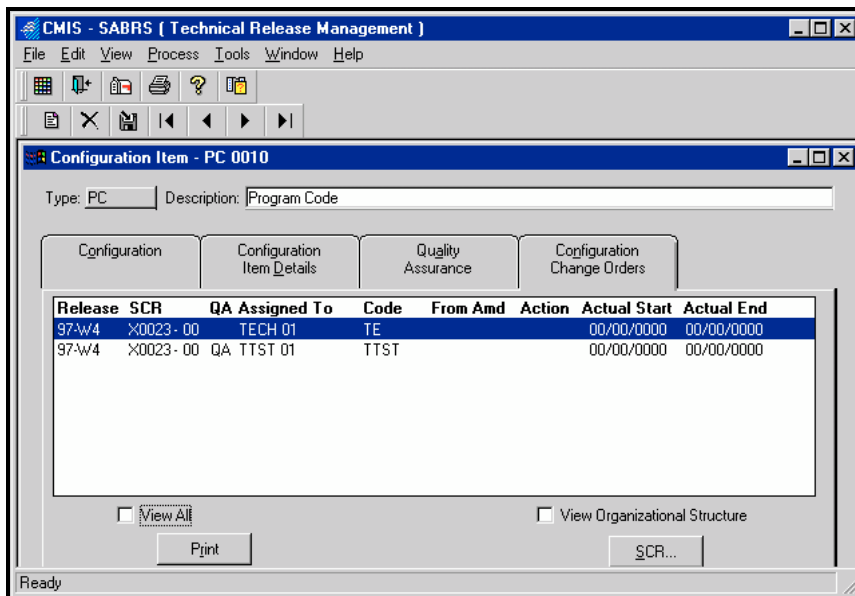 CMIS - SABRS ( Technical Release Management )
File Edit View Process Tools Window Help
Configuration Item - PC 0010
Type: PC Description: Program Code
Configuration
Configuration Item Details
Quality Assurance
Configuration Change Orders
Release SCR QA Assigned To Code From Amd Action Actual Start Actual End
97-W4 X0023 - 00 TECH 01 TE 00/00/0000 00/00/0000
97-W4 X0023 - 00 QA TTST 01 TTST 00/00/0000 00/00/0000
View All View Organizational Structure
Print SCR...
Ready